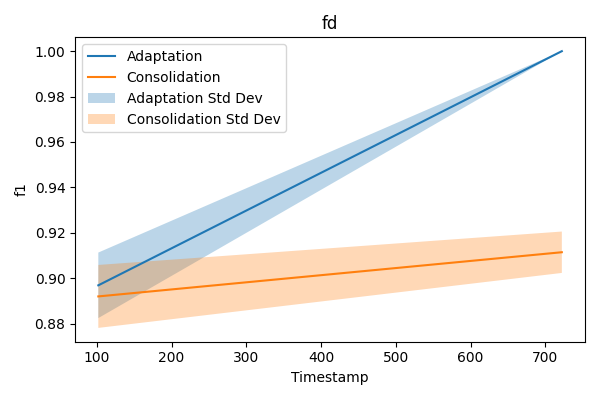 fd
Adaptation
Consolidation
Adaptation Std Dev
Consolidation Std Dev
f1
1.00
0.98
0.96
0.94
0.92
0.90
0.88
100 200 300 400 500 600 700
Timestamp